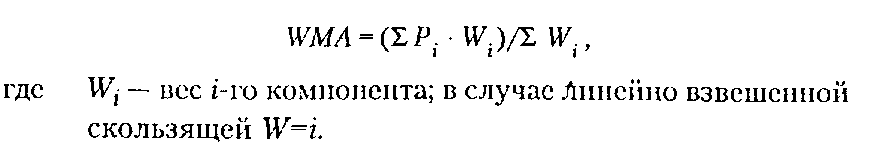 WMA = (Σ P_i · W_i)/Σ W_i,
где W_i — вес i-го компонента; в случае линейно взвешенной
скользящей W=i.